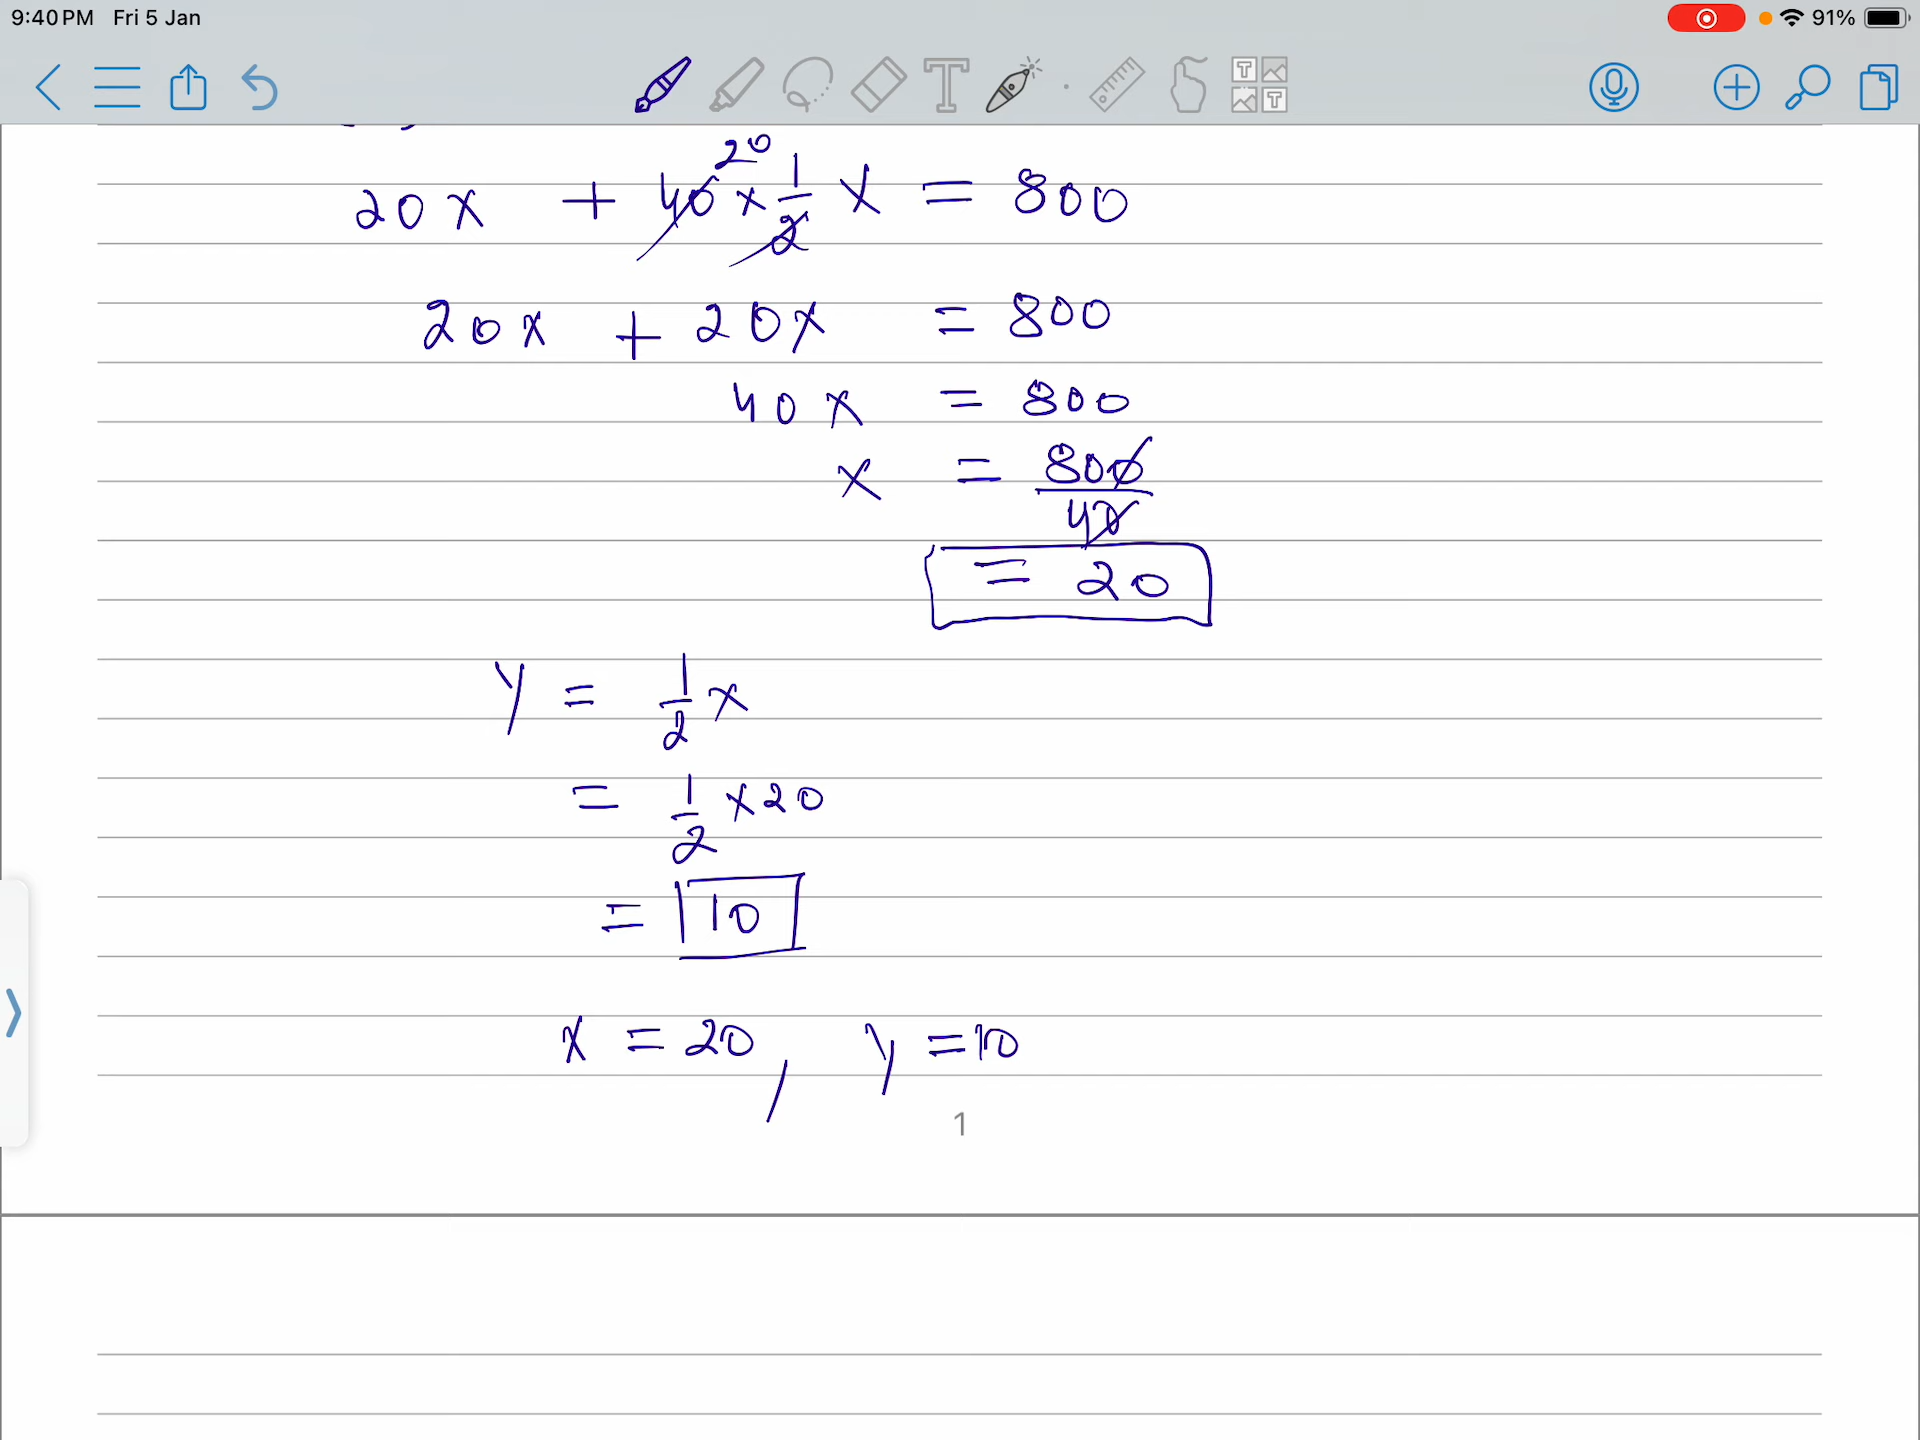 9:40 PM Fri 5 Jan 91%
20
20x + 40 x 1/2 x = 800
20x + 20x = 800
40x = 800
x = 800/40
= 20
y = 1/2 x
= 1/2 x 20
= 10
x = 20, y = 10
1